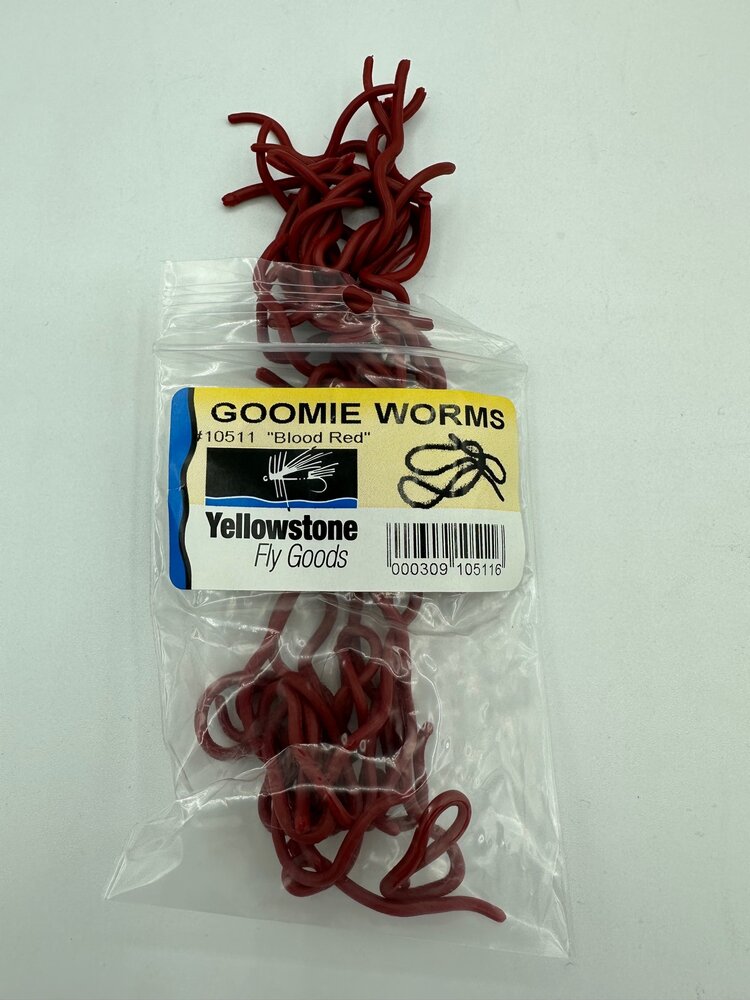 GOOMIE WORMS
#10511 "Blood Red"
Yellowstone
Fly Goods
000309 105116